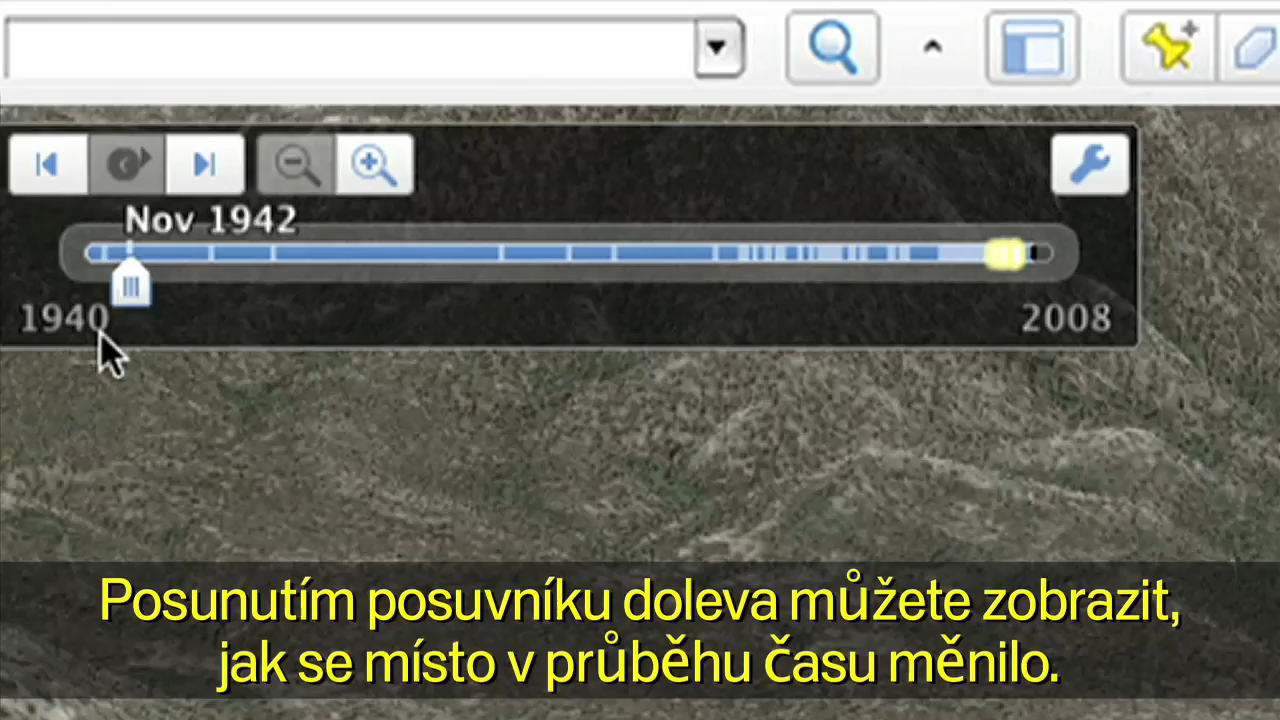 Nov 1942
1940
2008
Posunutím posuvníku doleva můžete zobrazit,
jak se místo v průběhu času měnilo.